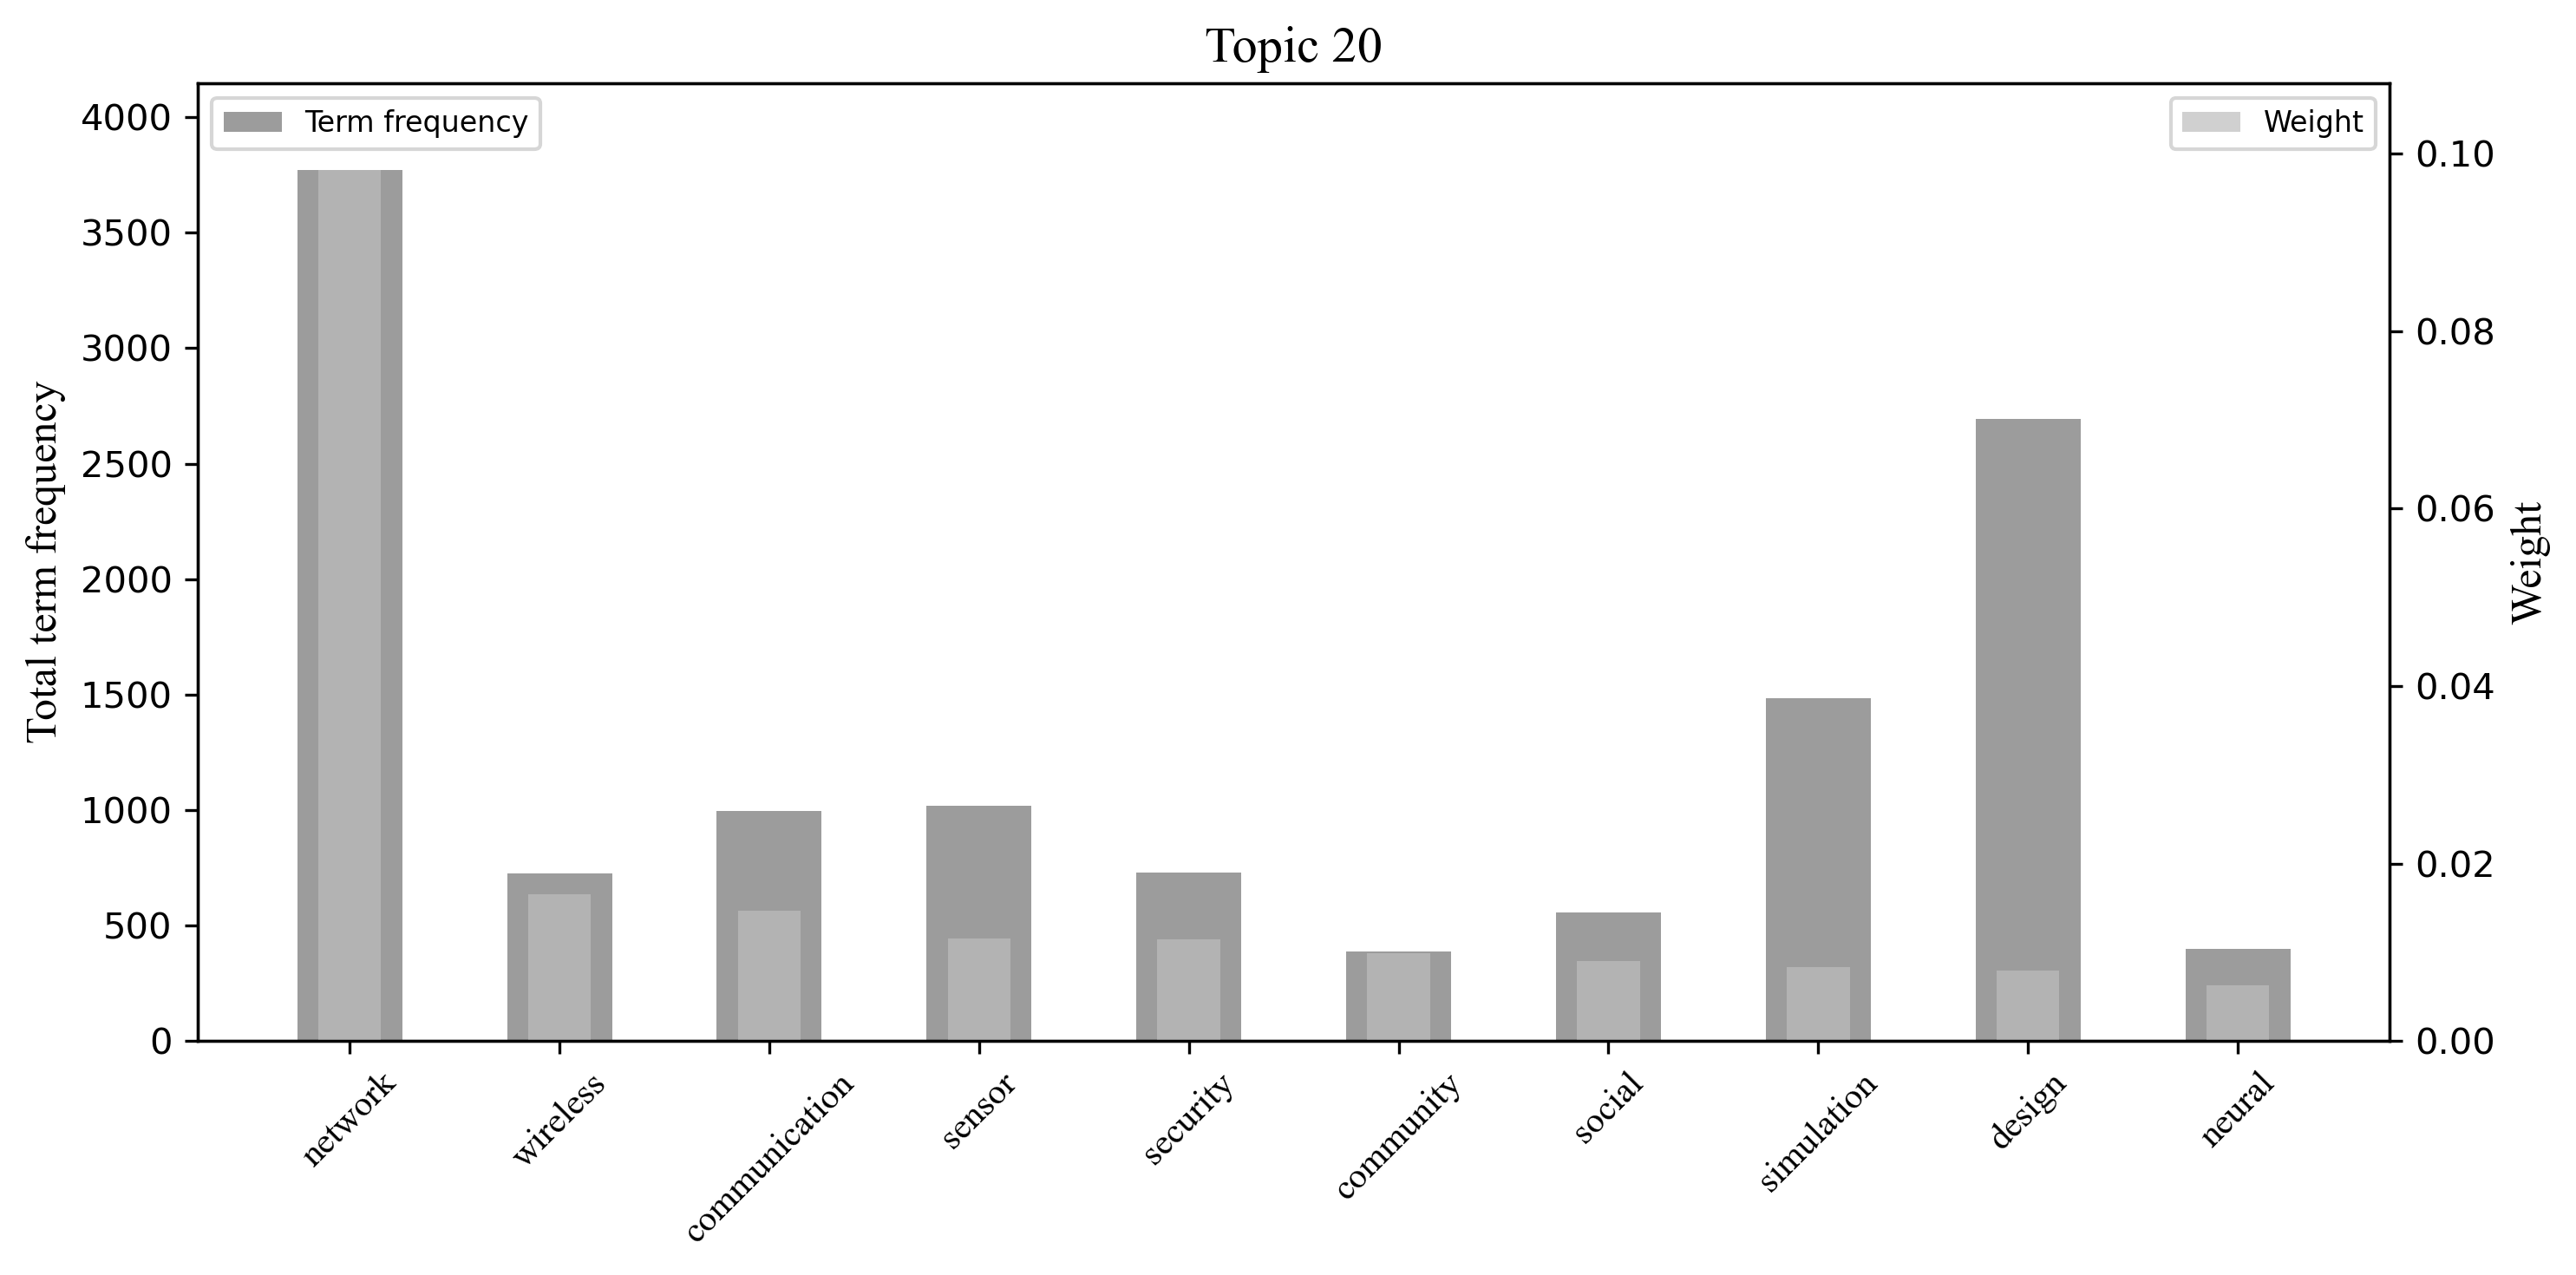 Topic 20
Term frequency
Weight
Total term frequency
4000
3500
3000
2500
2000
1500
1000
500
0
0.10
0.08
0.06
0.04
0.02
0.00
Weight
network
wireless
communication
sensor
security
community
social
simulation
design
neural